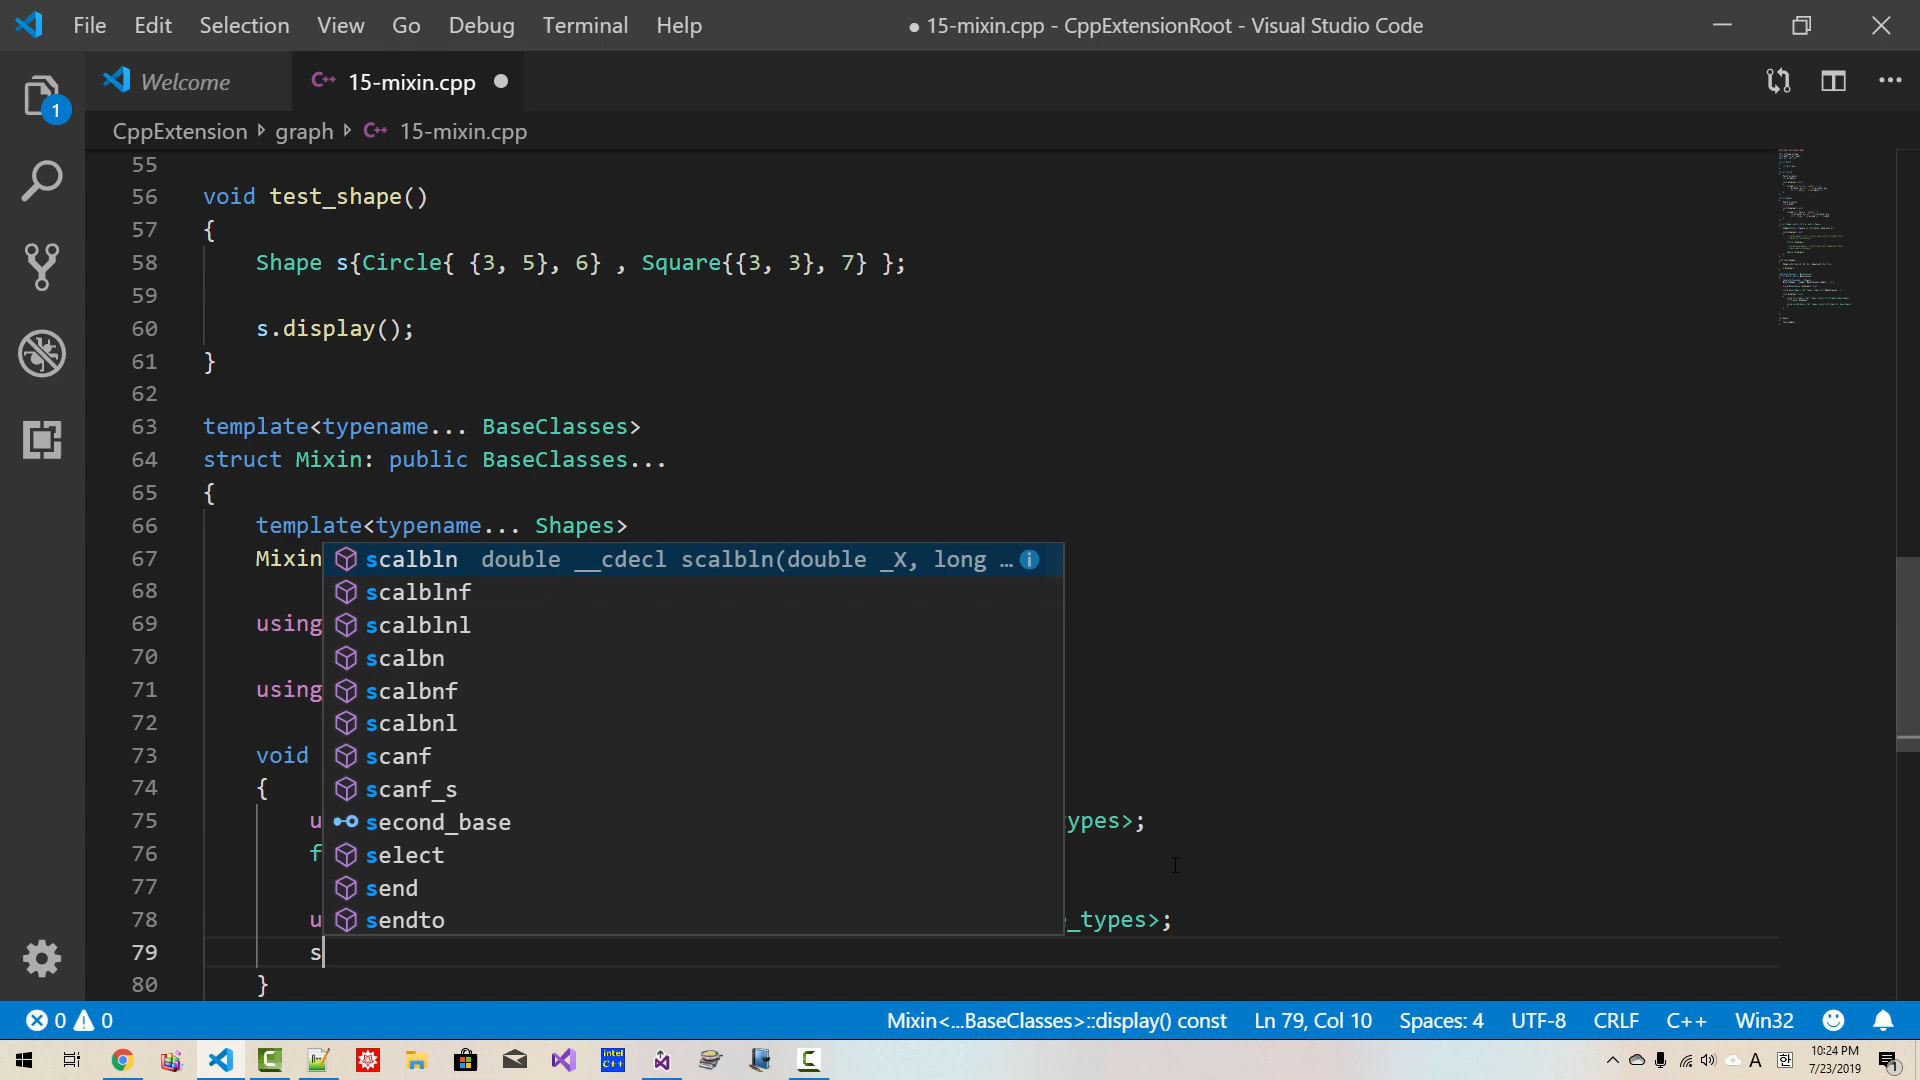 File Edit Selection View Go Debug Terminal Help
● 15-mixin.cpp - CppExtensionRoot - Visual Studio Code
Welcome
C++ 15-mixin.cpp
1
CppExtension graph C++ 15-mixin.cpp
55
56 void test_shape()
57 {
58 Shape s{Circle{ {3, 5}, 6} , Square{{3, 3}, 7} };
59
60 s.display();
61 }
62
63 template<typename... BaseClasses>
64 struct Mixin: public BaseClasses...
65 {
66 template<typename... Shapes>
67 Mixin
68
69 using
70
71 using
72
73 void
74 {
75 u ypes>;
76 f
77
78 u _types>;
79 s
80 }
scalbln double __cdecl scalbln(double _X, long …
scalblnf
scalblnl
scalbn
scalbnf
scalbnl
scanf
scanf_s
second_base
select
send
sendto
0 0
Mixin<...BaseClasses>::display() const Ln 79, Col 10 Spaces: 4 UTF-8 CRLF C++ Win32
intel C++
A 한 10:24 PM
7/23/2019
1